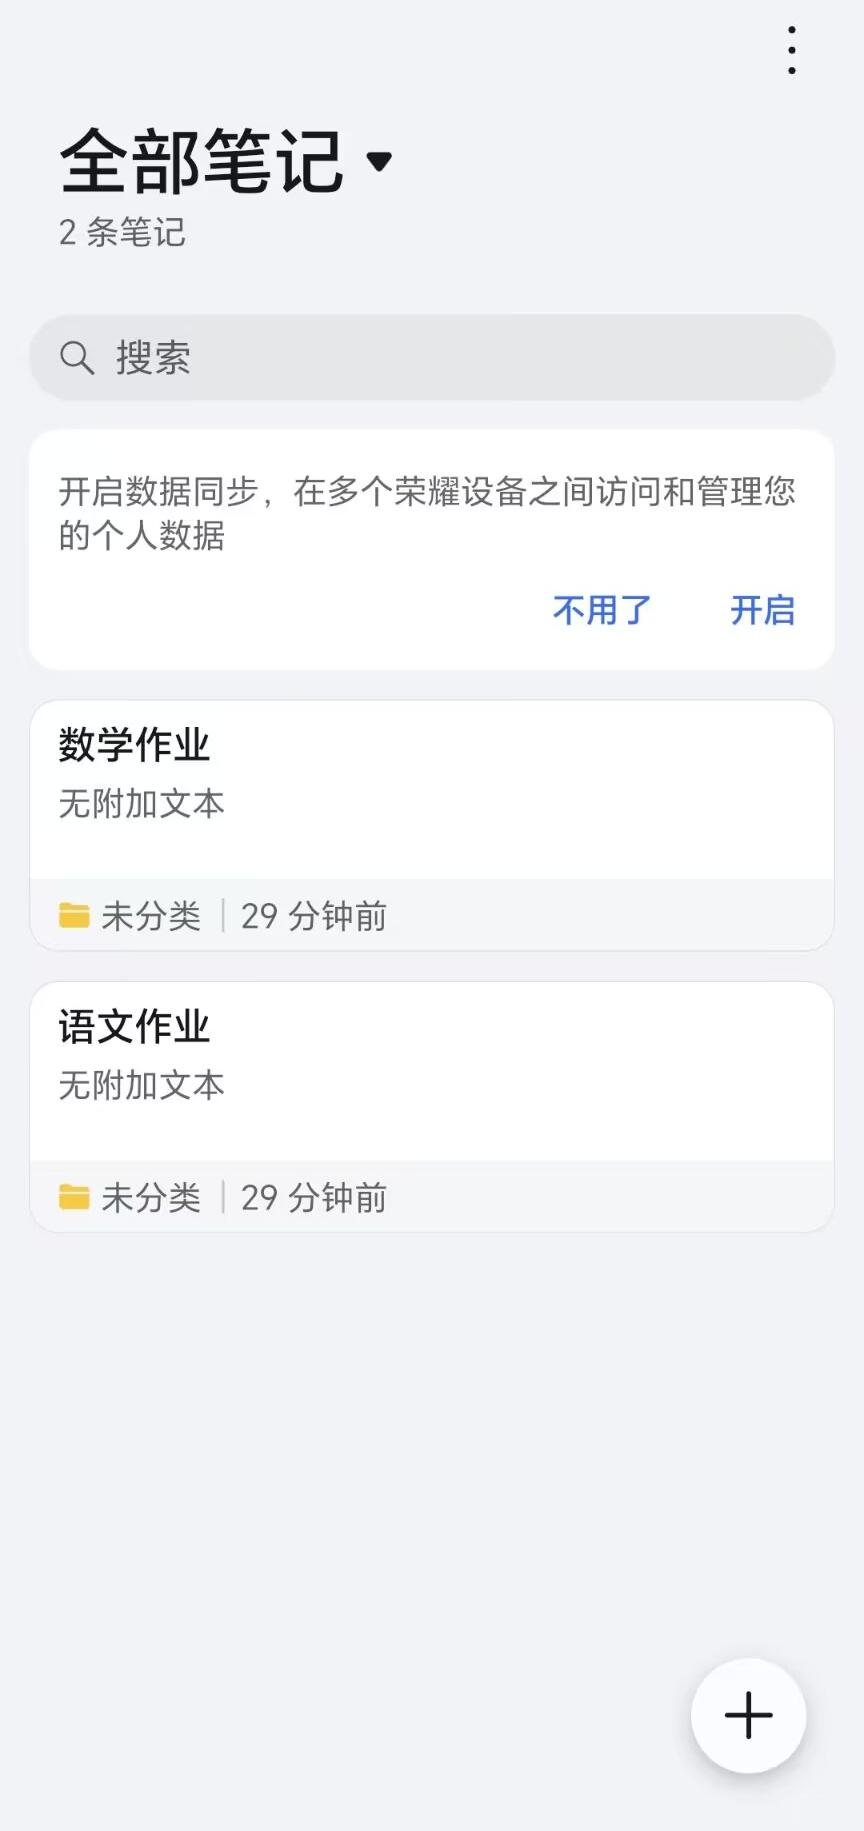 全部笔记
2 条笔记
搜索
开启数据同步，在多个荣耀设备之间访问和管理您
的个人数据
不用了 开启
数学作业
无附加文本
未分类 | 29 分钟前
语文作业
无附加文本
未分类 | 29 分钟前